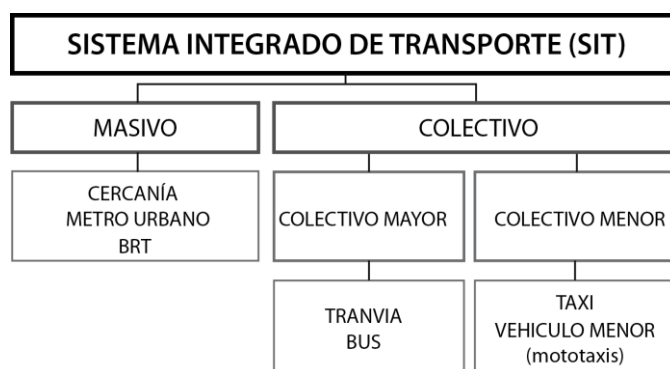 SISTEMA INTEGRADO DE TRANSPORTE (SIT)
MASIVO
COLECTIVO
CERCANÍA
METRO URBANO
BRT
COLECTIVO MAYOR
COLECTIVO MENOR
TRANVIA
BUS
TAXI
VEHICULO MENOR
(mototaxis)